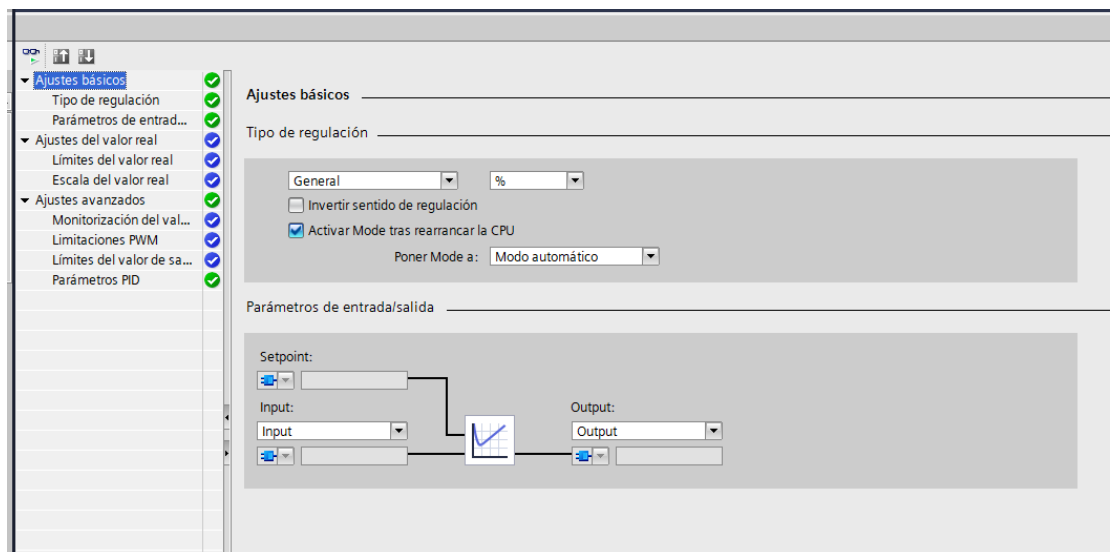 Ajustes básicos
Tipo de regulación
Parámetros de entrad...
Ajustes del valor real
Límites del valor real
Escala del valor real
Ajustes avanzados
Monitorización del val...
Limitaciones PWM
Límites del valor de sa...
Parámetros PID
Ajustes básicos
Tipo de regulación
General %
Invertir sentido de regulación
Activar Mode tras rearrancar la CPU
Poner Mode a: Modo automático
Parámetros de entrada/salida
Setpoint:
Input: Output:
Input Output